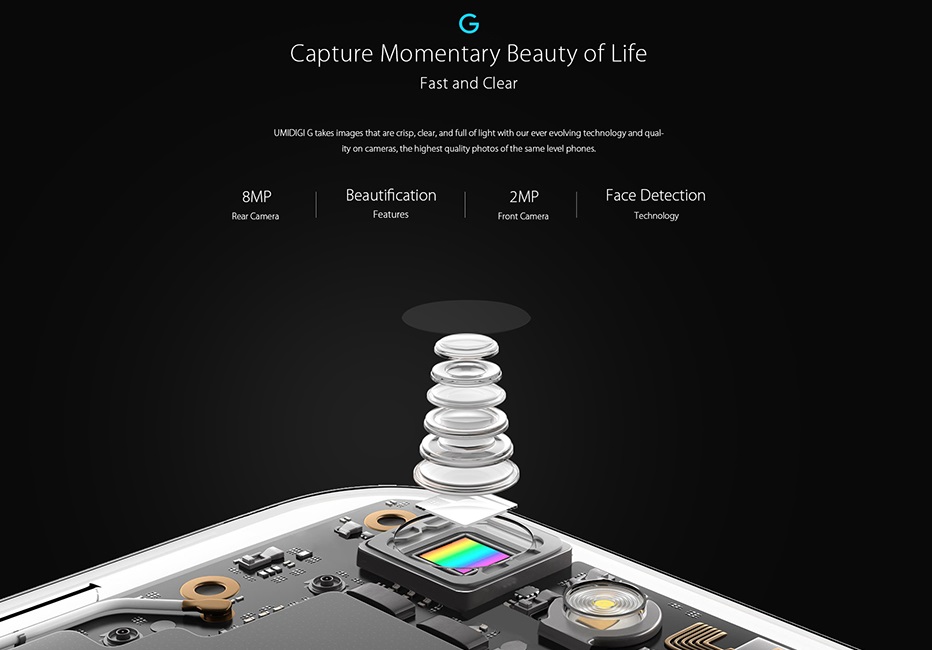 G
Capture Momentary Beauty of Life
Fast and Clear
UMIDIGI G takes images that are crisp, clear, and full of light with our ever evolving technology and qual-
ity on cameras, the highest quality photos of the same level phones.
8MP
Rear Camera
Beautification
Features
2MP
Front Camera
Face Detection
Technology